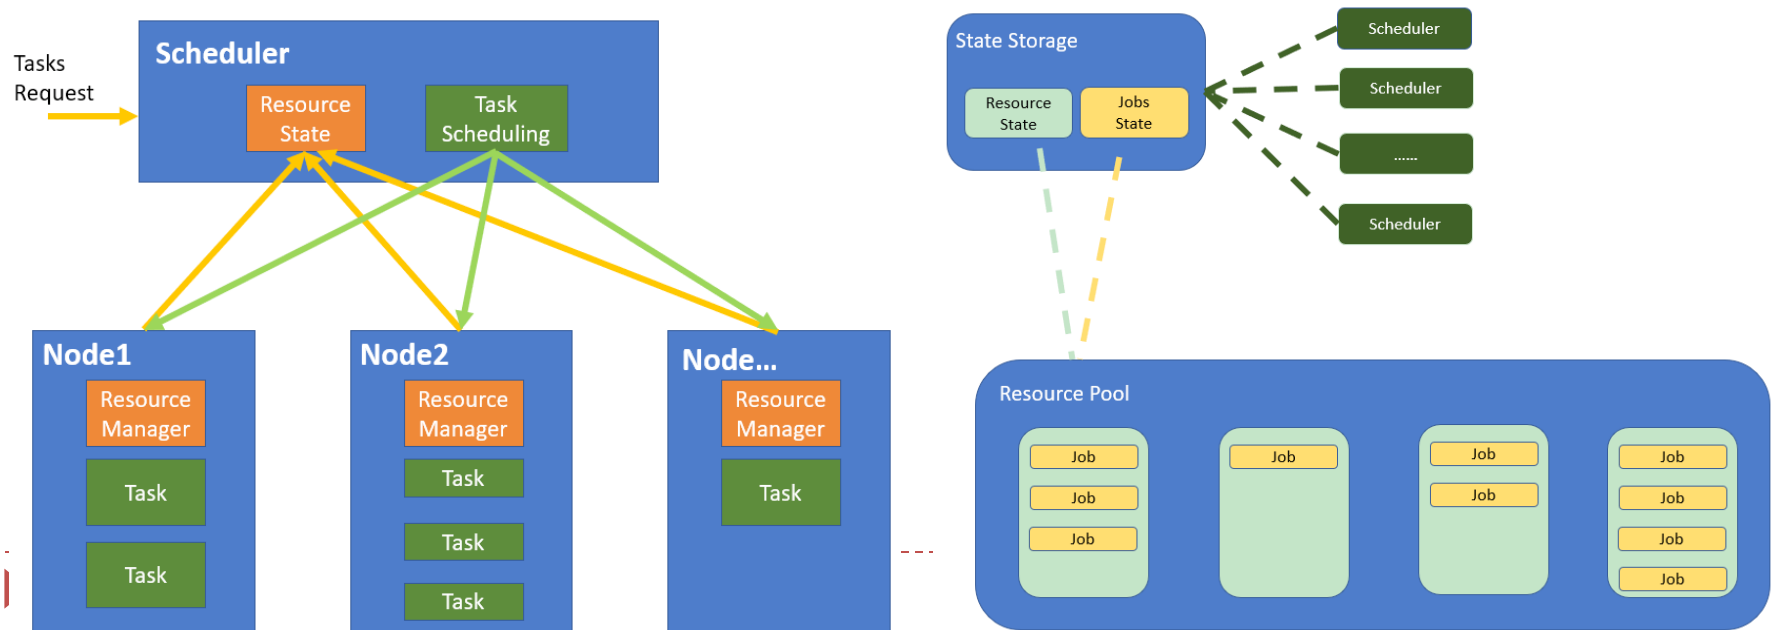 Tasks
Request
Scheduler
Resource
State
Task
Scheduling
Node1
Resource
Manager
Task
Task
Node2
Resource
Manager
Task
Task
Task
Node...
Resource
Manager
Task
State Storage
Resource
State
Jobs
State
Scheduler
Scheduler
......
Scheduler
Resource Pool
Job
Job
Job
Job
Job
Job
Job
Job
Job
Job